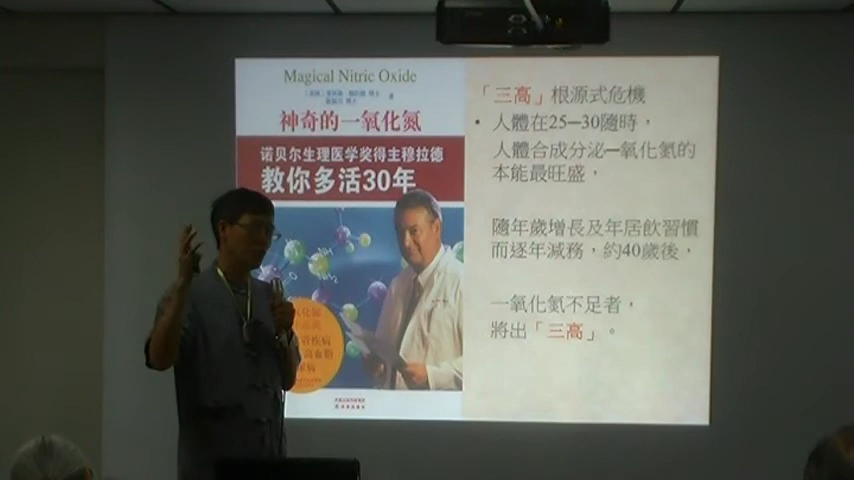 Magical Nitric Oxide
神奇的一氧化氮
诺贝尔生理医学奖得主穆拉德
教你多活30年
「三高」根源式危機
• 人體在25─30隨時，
人體合成分泌一氧化氮的
本能最旺盛，
隨年歲增長及年居飲習慣
而逐年減務，約40歲後，
一氧化氮不足者，
將出「三高」。